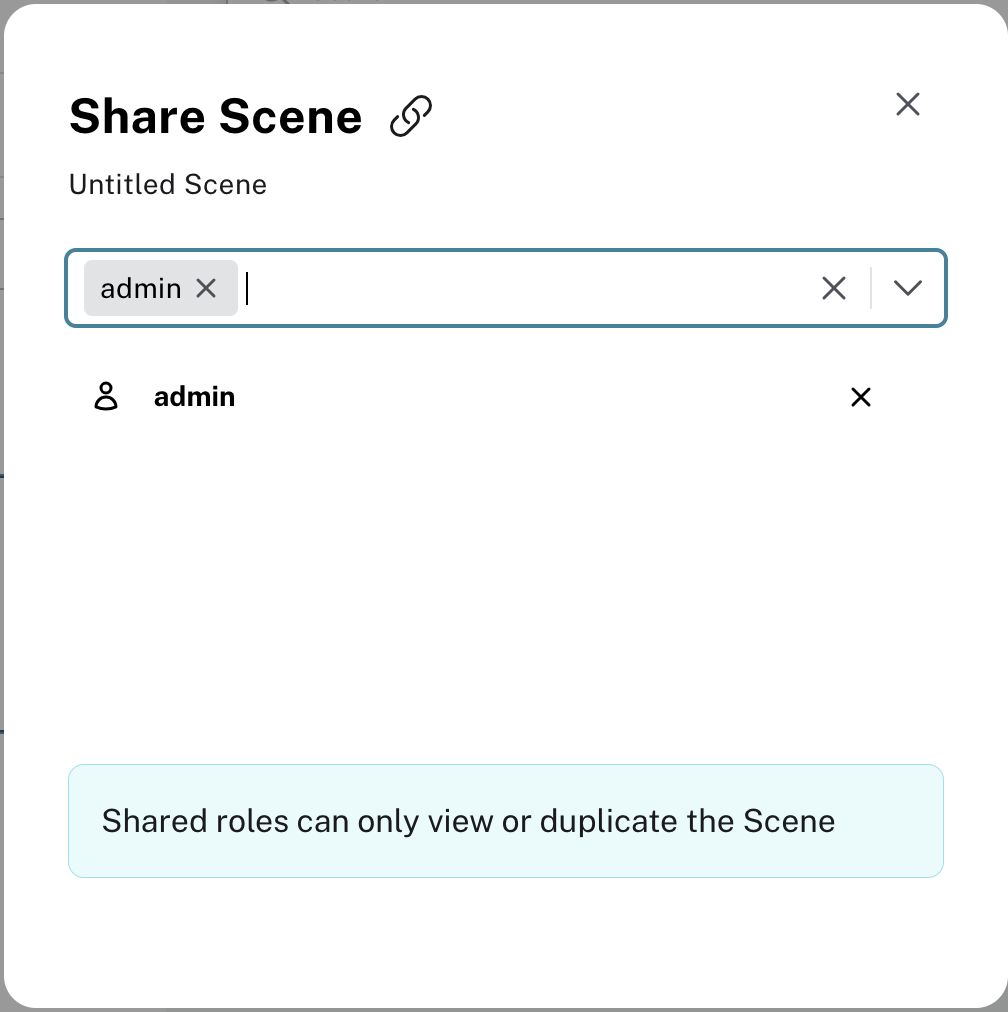 Share Scene
Untitled Scene
admin
admin
Shared roles can only view or duplicate the Scene